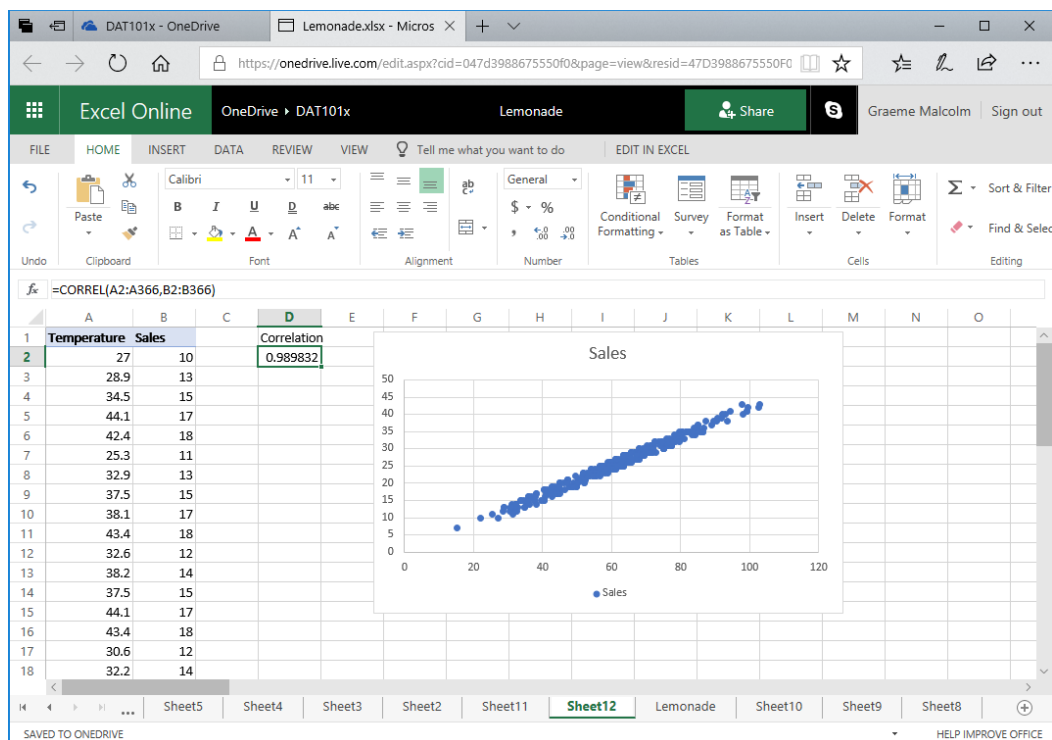 DAT101x - OneDrive Lemonade.xlsx - Micros
https://onedrive.live.com/edit.aspx?cid=047d3988675550f0&page=view&resid=47D3988675550F0
Excel Online OneDrive ▸ DAT101x Lemonade Share Graeme Malcolm Sign out
FILE HOME INSERT DATA REVIEW VIEW Tell me what you want to do EDIT IN EXCEL
Calibri 11 ab General Σ Sort & Filter
Paste B I U D abc $ % Conditional Formatting Survey Format as Table Insert Delete Format
A A A , .00 .00 Find & Selec
Undo Clipboard Font Alignment Number Tables Cells Editing
fx =CORREL(A2:A366,B2:B366)
A B C D E F G H I J K L M N O
1 Temperature Sales Correlation
2 27 10 0.989832
3 28.9 13
4 34.5 15
5 44.1 17
6 42.4 18
7 25.3 11
8 32.9 13
9 37.5 15
10 38.1 17
11 43.4 18
12 32.6 12
13 38.2 14
14 37.5 15
15 44.1 17
16 43.4 18
17 30.6 12
18 32.2 14
Sales
50
45
40
35
30
25
20
15
10
5
0
0 20 40 60 80 100 120
Sales
... Sheet5 Sheet4 Sheet3 Sheet2 Sheet11 Sheet12 Lemonade Sheet10 Sheet9 Sheet8
SAVED TO ONEDRIVE HELP IMPROVE OFFICE